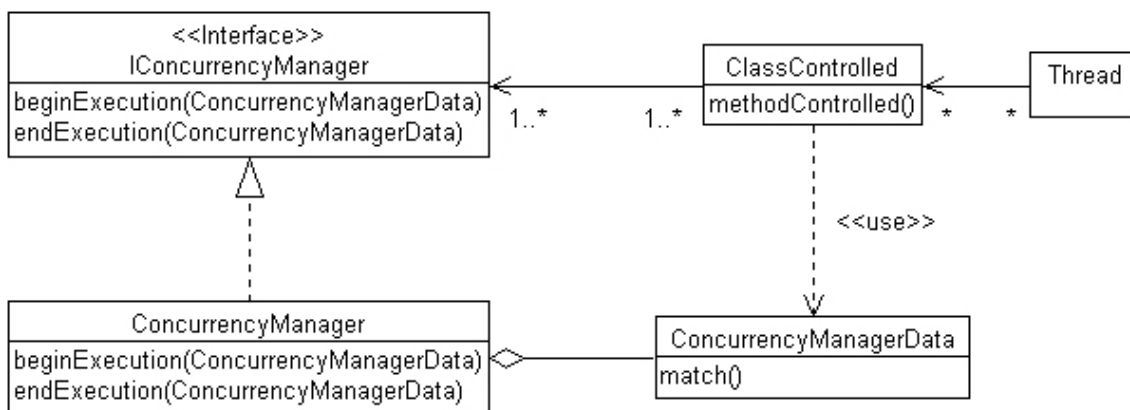 <<Interface>>
IConcurrencyManager
beginExecution(ConcurrencyManagerData)
endExecution(ConcurrencyManagerData)
1..*
1..*
ClassControlled
methodControlled()
*
*
Thread
<<use>>
ConcurrencyManager
beginExecution(ConcurrencyManagerData)
endExecution(ConcurrencyManagerData)
ConcurrencyManagerData
match()